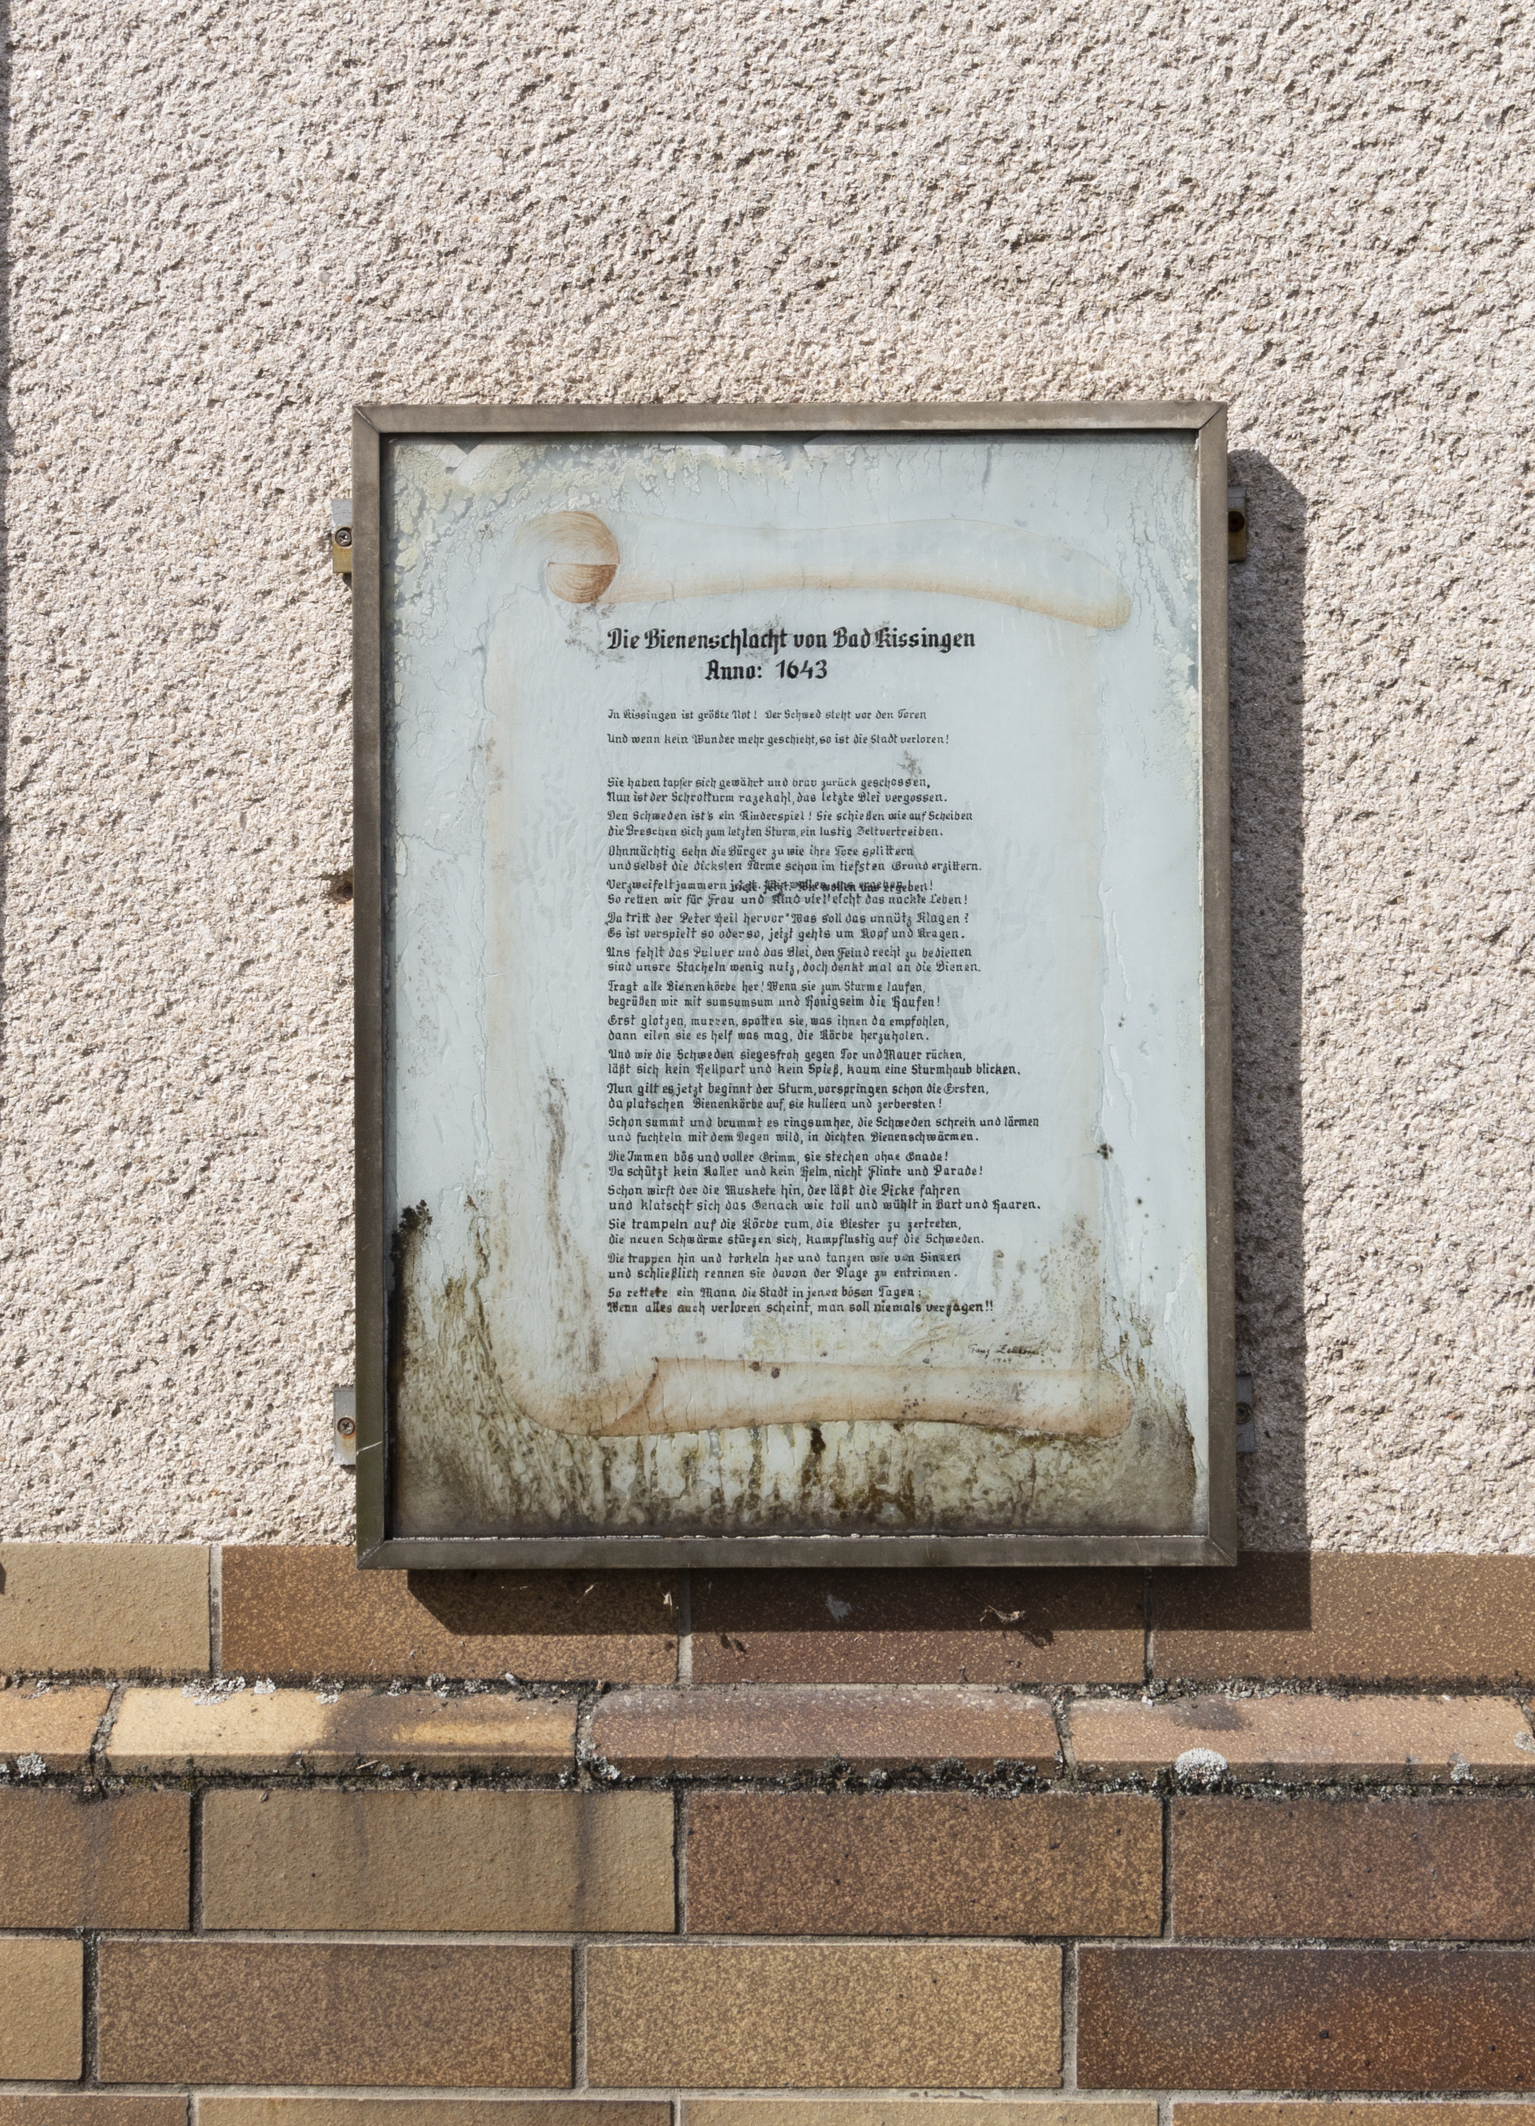 Die Bienenschlacht von Bad Kissingen
Anno: 1643
In Kissingen ist größte Not! Der Schwed steht vor den Toren
Und wenn kein Wunder mehr geschieht, so ist die Stadt verloren!
Sie haben tapfer sich gewährt und brav zurück geschossen,
Nun ist der Schrotturm razekahl, das letzte Blei vergossen.
Den Schweden ist's ein Kinderspiel! Sie schießen wie auf Scheiben
die Breschen sich zum letzten Sturm, ein lustig Zeitvertreiben.
Ohnmächtig sehn die Bürger zu wie ihre Tore splittern
und selbst die dicksten Türme schon im tiefsten Grund erzittern.
Verzweifelt jammern jetzt. Wir wollen uns ergeben!
So retten wir für Frau und Kind vielleicht das nackte Leben!
Da tritt der Peter Heil hervor "Was soll das unnütz Klagen?
Es ist verspielt so oder so, jetzt gehts um Kopf und Kragen.
Uns fehlt das Pulver und das Blei, den Feind recht zu bedienen
sind unsre Stacheln wenig nutz, doch denkt mal an die Bienen.
Tragt alle Bienenkörbe her! Wenn sie zum Sturme laufen,
begrüßen wir mit sumsumsum und Honigseim die Haufen!
Erst glotzen, murren, spotten sie, was ihnen da empfohlen,
dann eilen sie es helf was mag, die Körbe herzuholen.
Und wie die Schweden siegesfroh gegen Tor und Mauer rücken,
läßt sich kein Hellpart und kein Spieß, kaum eine Sturmhaub blicken.
Nun gilt es jetzt beginnt der Sturm, vorspringen schon die Ersten,
da platschen Bienenkörbe auf, sie kullern und zerbersten!
Schon summt und brummt es ringsumher, die Schweden schrein und lärmen
und fuchteln mit dem Degen wild, in dichten Bienenschwärmen.
Die Immen bös und voller Grimm, sie stechen ohne Gnade!
Da schützt kein Koller und kein Helm, nicht Flinte und Parade!
Schon wirft der die Muskete hin, der läßt die Picke fahren
und klatscht sich das Genack wie toll und wühlt in Bart und Haaren.
Sie trampeln auf die Körbe rum, die Biester zu zertreten,
die neuen Schwärme stürzen sich, kampflustig auf die Schweden.
Die trappen hin und torkeln her und tanzen wie von Sinnen
und schließlich rennen sie davon der Plage zu entrinnen.
So rettete ein Mann die Stadt in jenen bösen Tagen:
Wenn alles auch verloren scheint, man soll niemals verzagen!!